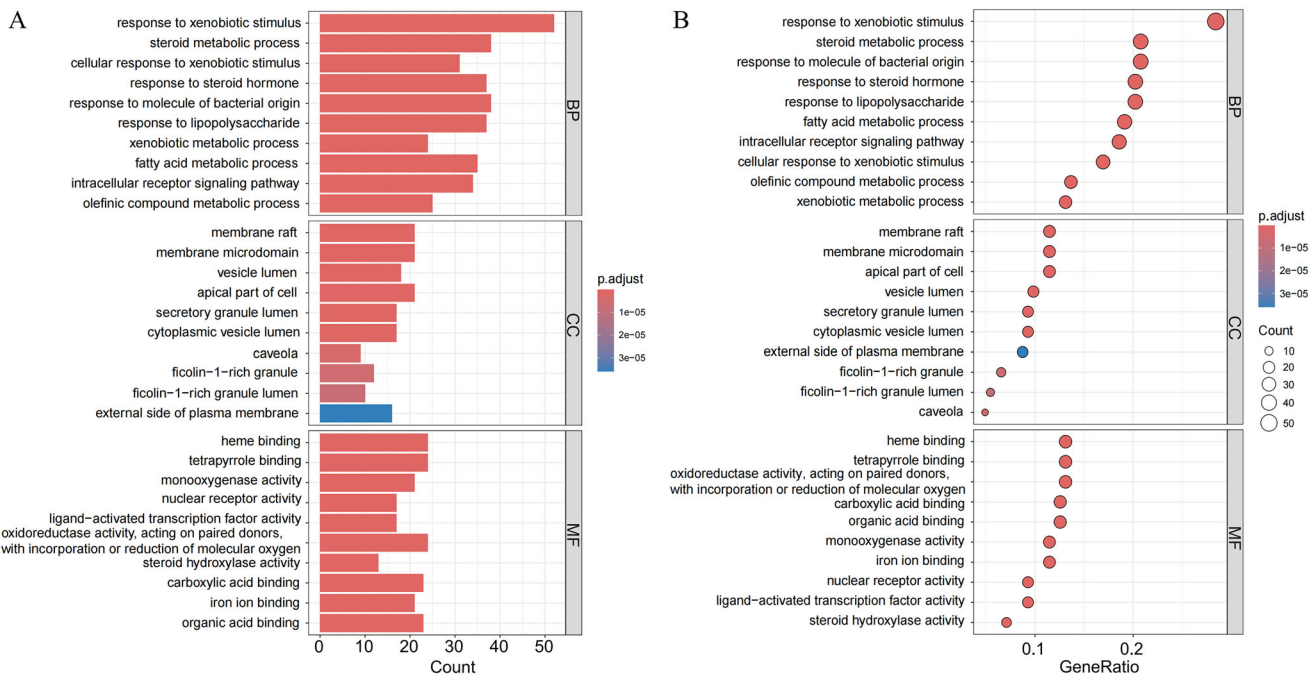 A
response to xenobiotic stimulus
steroid metabolic process
cellular response to xenobiotic stimulus
response to steroid hormone
response to molecule of bacterial origin
response to lipopolysaccharide
xenobiotic metabolic process
fatty acid metabolic process
intracellular receptor signaling pathway
olefinic compound metabolic process
BP
membrane raft
membrane microdomain
vesicle lumen
apical part of cell
secretory granule lumen
cytoplasmic vesicle lumen
caveola
ficolin−1−rich granule
ficolin−1−rich granule lumen
external side of plasma membrane
CC
heme binding
tetrapyrrole binding
monooxygenase activity
nuclear receptor activity
ligand−activated transcription factor activity
oxidoreductase activity, acting on paired donors,
with incorporation or reduction of molecular oxygen
steroid hydroxylase activity
carboxylic acid binding
iron ion binding
organic acid binding
MF
0 10 20 30 40 50
Count
p.adjust
1e−05
2e−05
3e−05
B
response to xenobiotic stimulus
steroid metabolic process
response to molecule of bacterial origin
response to steroid hormone
response to lipopolysaccharide
fatty acid metabolic process
intracellular receptor signaling pathway
cellular response to xenobiotic stimulus
olefinic compound metabolic process
xenobiotic metabolic process
BP
membrane raft
membrane microdomain
apical part of cell
vesicle lumen
secretory granule lumen
cytoplasmic vesicle lumen
external side of plasma membrane
ficolin−1−rich granule
ficolin−1−rich granule lumen
caveola
CC
heme binding
tetrapyrrole binding
oxidoreductase activity, acting on paired donors,
with incorporation or reduction of molecular oxygen
carboxylic acid binding
organic acid binding
monooxygenase activity
iron ion binding
nuclear receptor activity
ligand−activated transcription factor activity
steroid hydroxylase activity
MF
0.1 0.2
GeneRatio
p.adjust
1e−05
2e−05
3e−05
Count
10
20
30
40
50